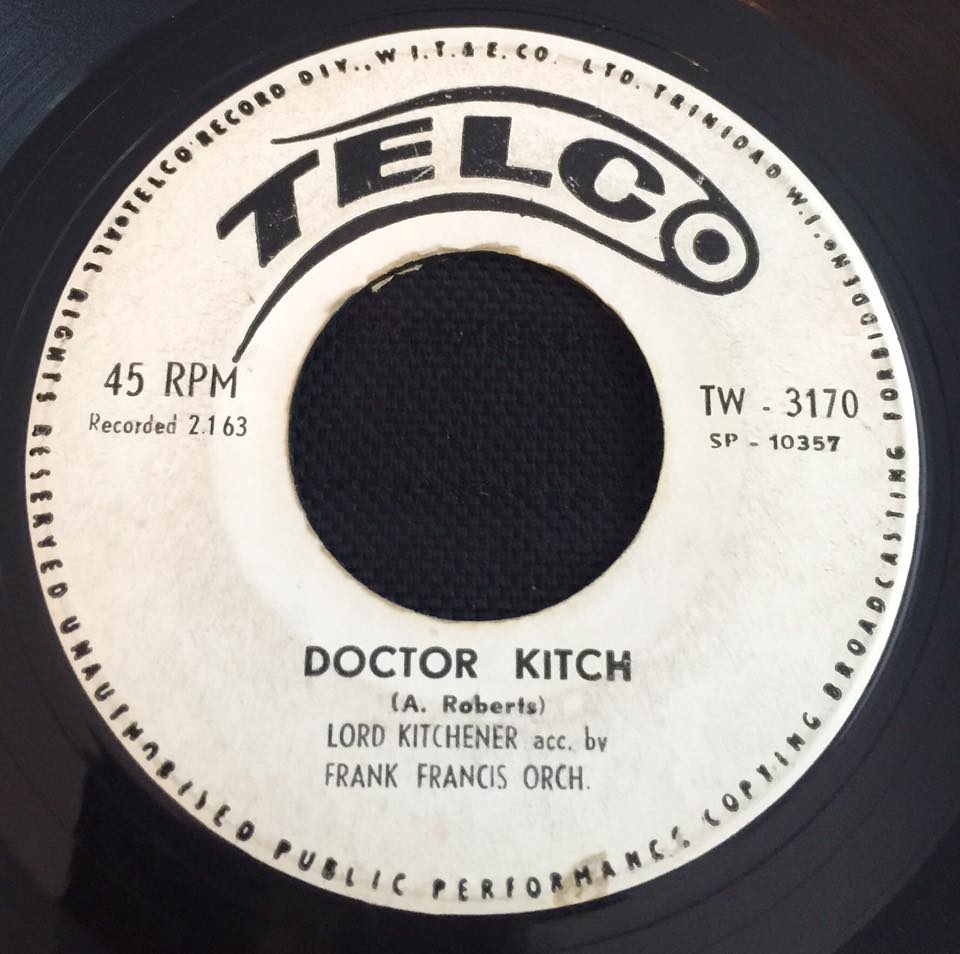 TELCO RECORD DIV., W.I.T. & E. CO. LTD. TRINIDAD W.I.
ALL RIGHTS RESERVED UNAUTHORISED PUBLIC PERFORMANCE COPYING BROADCASTING FORBIDDEN
TELCO
45 RPM
Recorded 2.1 63
TW - 3170
SP - 10357
DOCTOR KITCH
(A. Roberts)
LORD KITCHENER acc. by
FRANK FRANCIS ORCH.